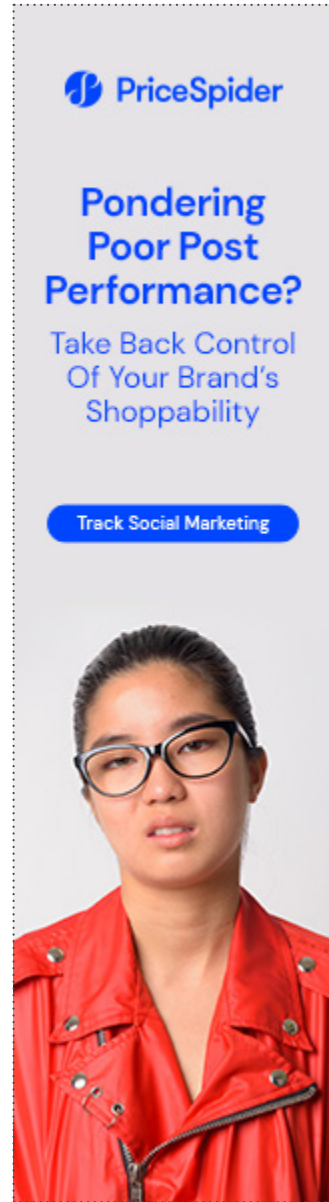 PriceSpider
Pondering
Poor Post
Performance?
Take Back Control
Of Your Brand's
Shoppability
Track Social Marketing